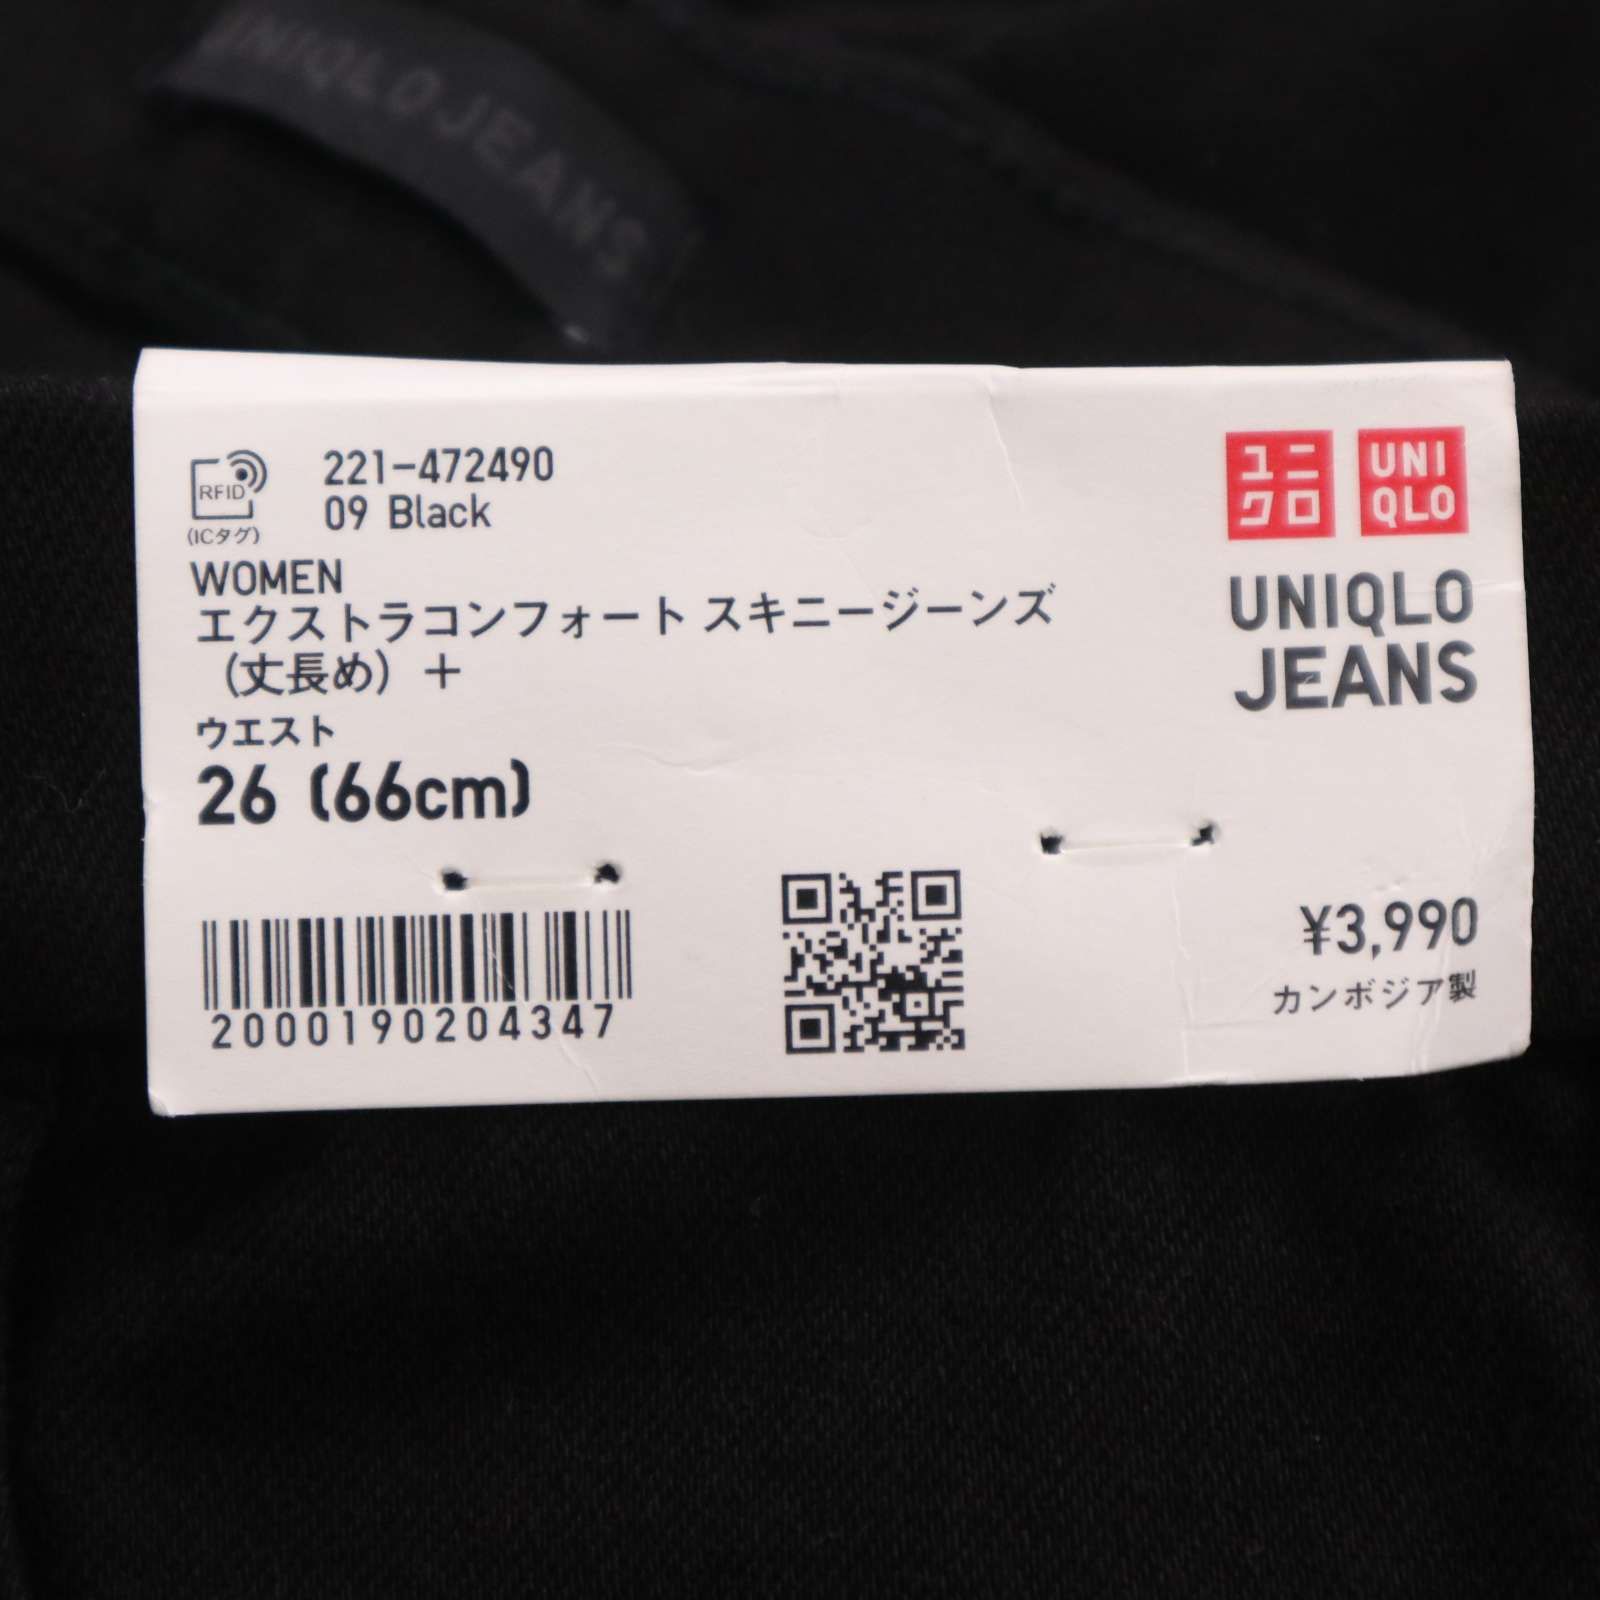 UNIQLO JEANS
RFID
(ICタグ)
221-472490
09 Black
WOMEN
エクストラコンフォート スキニージーンズ
(丈長め) +
ウエスト
26 (66cm)
2000190204347
ユニ
クロ
UNI
QLO
UNIQLO
JEANS
¥3,990
カンボジア製